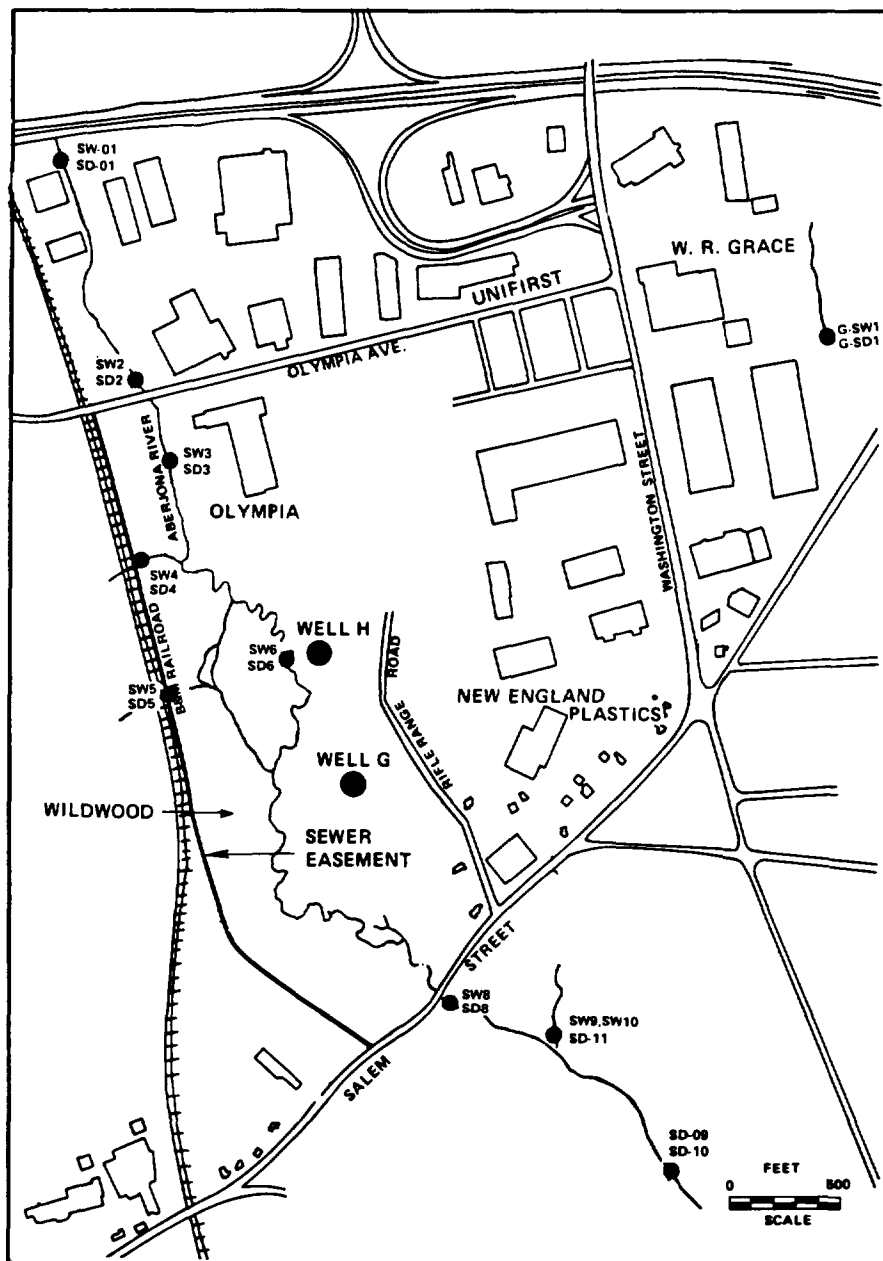 SW-01
SD-01
W. R. GRACE
UNIFIRST
G-SW1
G-SD1
OLYMPIA AVE.
SW2
SD2
ABERJONA RIVER
SW3
SD3
OLYMPIA
WASHINGTON STREET
SW4
SD4
WELL H
SW6
SD6
ROAD
RIFLE RANGE
SW5
SD5
B&M RAILROAD
NEW ENGLAND
PLASTICS
WELL G
WILDWOOD
SEWER
EASEMENT
STREET
SW8
SD8
SW9, SW10
SD-11
SALEM
SD-09
SD-10
FEET
0 500
SCALE